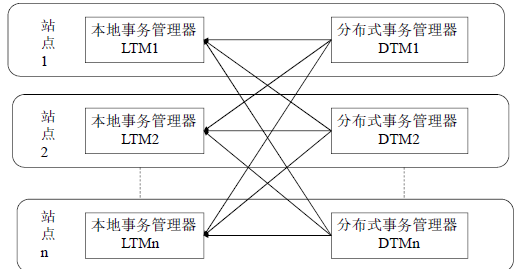 站点1
本地事务管理器
LTM1
分布式事务管理器
DTM1
站点2
本地事务管理器
LTM2
分布式事务管理器
DTM2
站点n
本地事务管理器
LTMn
分布式事务管理器
DTMn